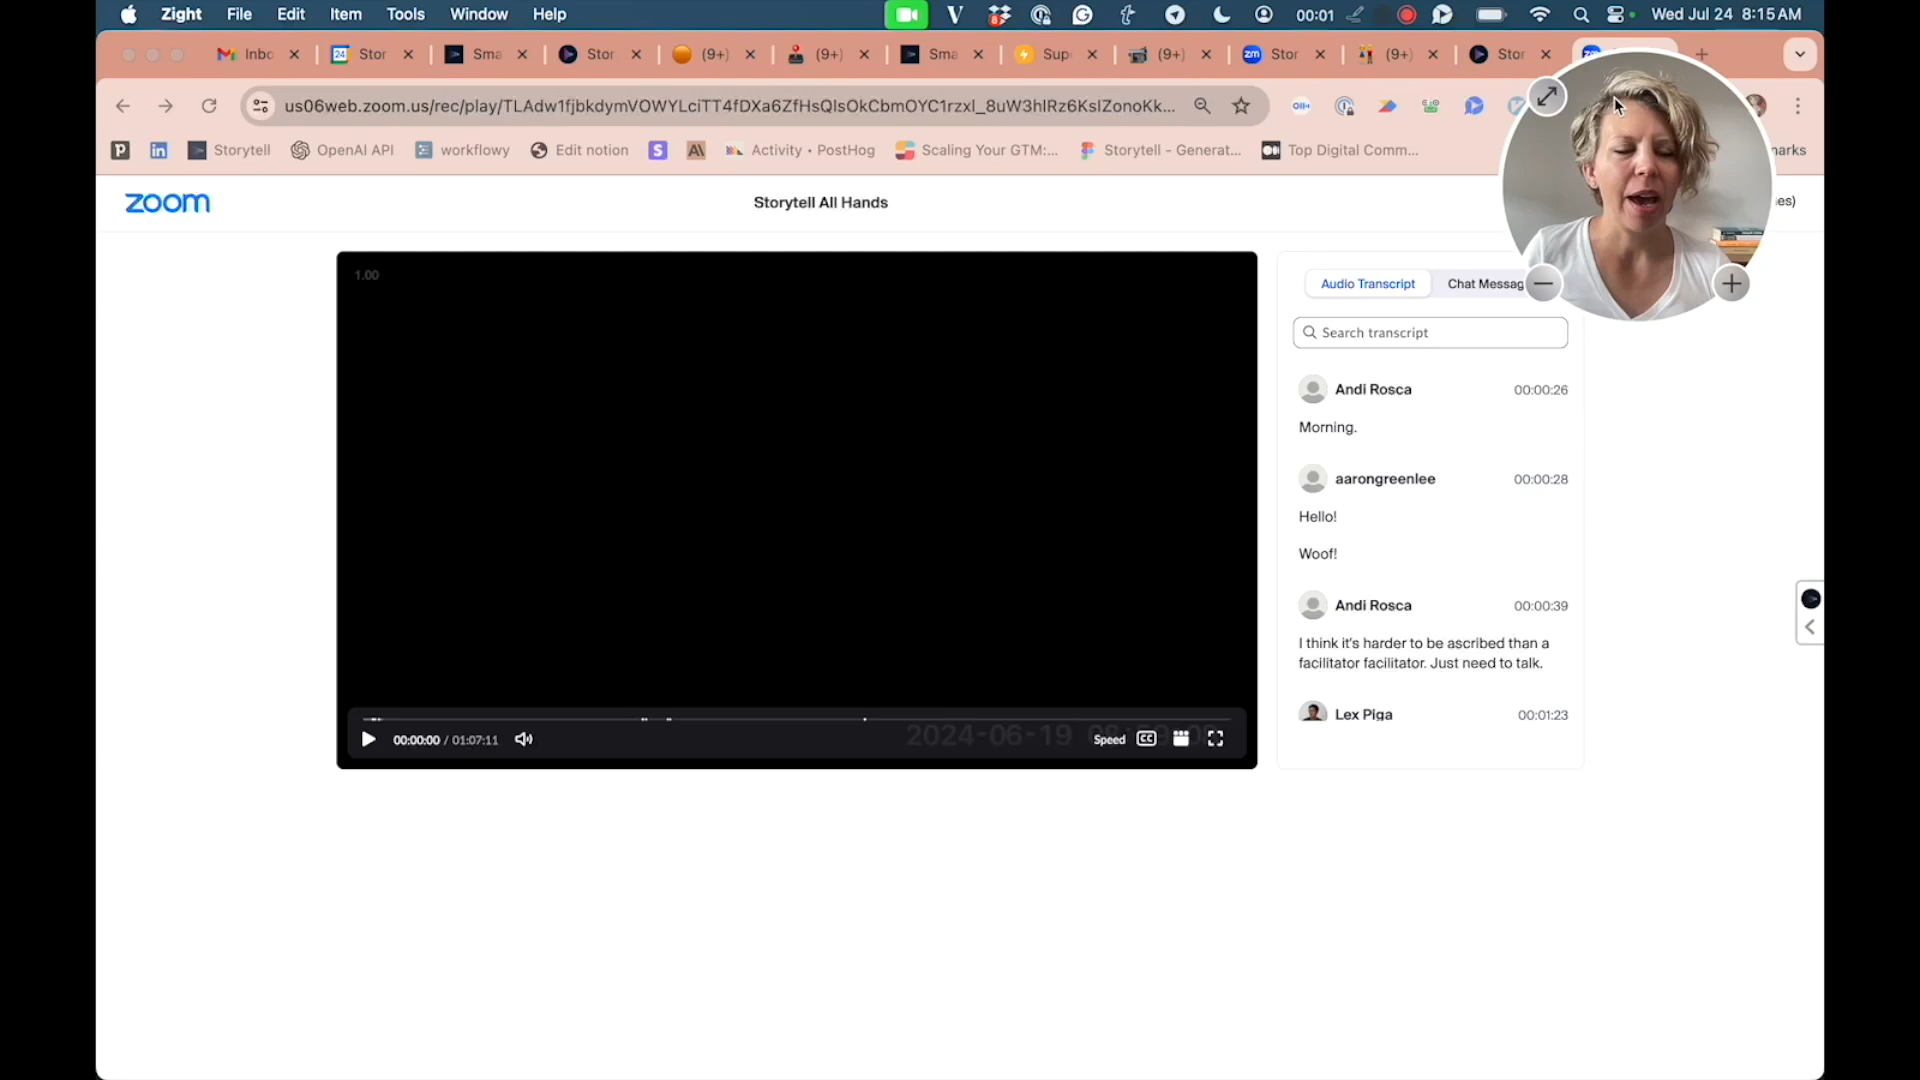 Zight File Edit Item Tools Window Help 00:01 Wed Jul 24 8:15 AM
Inbo Stor Sma Stor (9+) (9+) Sma Sup (9+) Stor (9+) Stor
us06web.zoom.us/rec/play/TLAdw1fjbkdymVOWYLciTT4fDXa6ZfHsQlsOkCbmOYC1rzxl_8uW3hlRz6KslZonoKk...
Storytell OpenAI API workflowy Edit notion Activity • PostHog Scaling Your GTM:... Storytell - Generat... Top Digital Comm... narks
zoom
Storytell All Hands
es)
1.00
Audio Transcript Chat Messag
Search transcript
Andi Rosca 00:00:26
Morning.
aarongreenlee 00:00:28
Hello!
Woof!
Andi Rosca 00:00:39
I think it's harder to be ascribed than a
facilitator facilitator. Just need to talk.
Lex Piga 00:01:23
00:00:00 / 01:07:11 2024-06-19 Speed CC